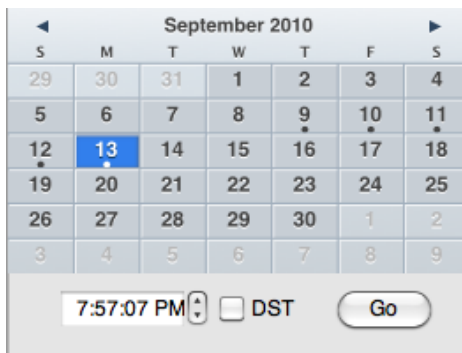 September 2010
S M T W T F S
29 30 31 1 2 3 4
5 6 7 8 9 10 11
12 13 14 15 16 17 18
19 20 21 22 23 24 25
26 27 28 29 30 1 2
3 4 5 6 7 8 9
7:57:07 PM DST Go